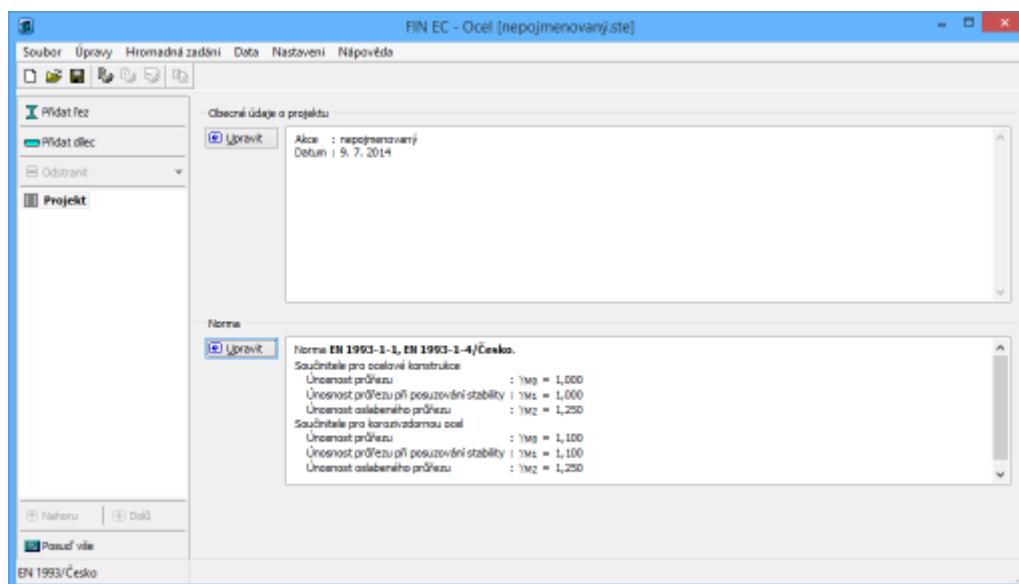 FIN EC - Ocel [nepojmenovaný.ste]
Soubor Úpravy Hromadná zadání Data Nastavení Nápověda
Přidat řez
Přidat dílec
Odstranit
Projekt
Obecné údaje o projektu
Upravit
Akce : nepojmenovaný
Datum : 9. 7. 2014
Norma
Upravit
Norma EN 1993-1-1, EN 1993-1-4/Česko.
Součinitele pro ocelové konstrukce
Únosnost průřezu : γM0 = 1,000
Únosnost průřezu při posuzování stability : γM1 = 1,000
Únosnost oslabeného průřezu : γM2 = 1,250
Součinitele pro korozivzdornou ocel
Únosnost průřezu : γM0 = 1,100
Únosnost průřezu při posuzování stability : γM1 = 1,100
Únosnost oslabeného průřezu : γM2 = 1,250
Nahoru Dolů
Posuď vše
EN 1993/Česko